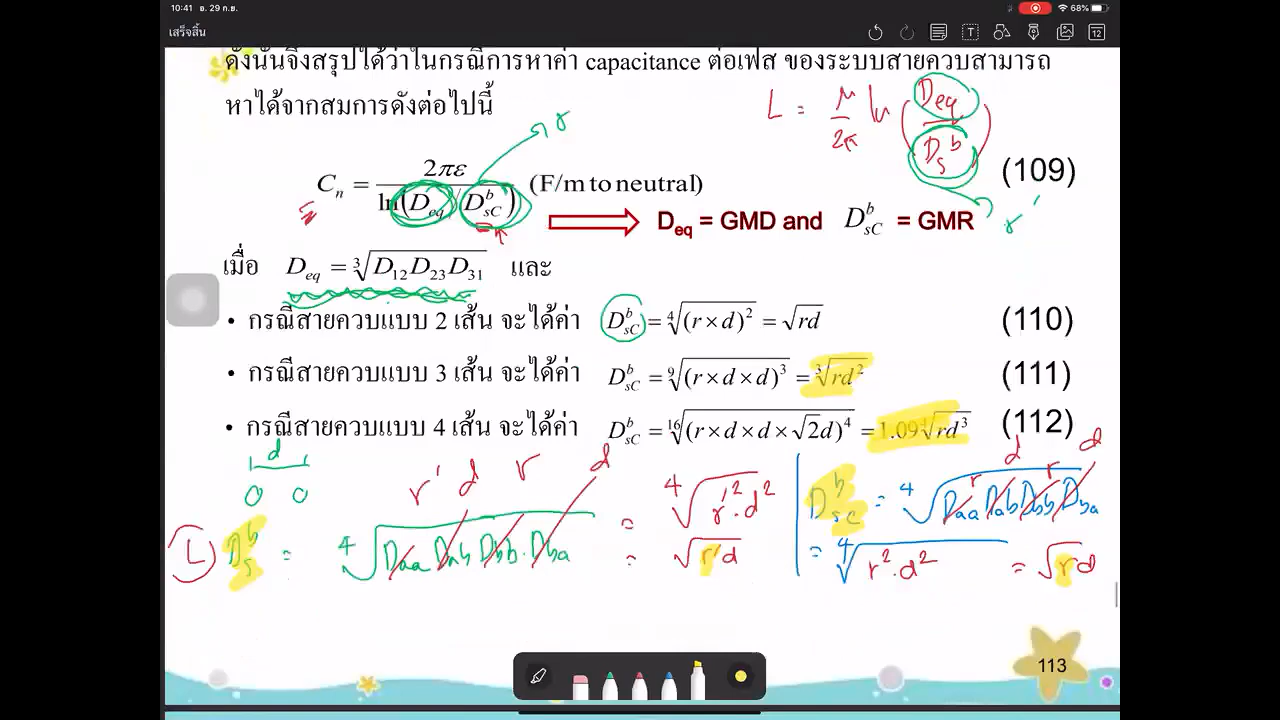 10:41 อ. 29 ก.ย.
68%
เสร็จสิ้น
ดังนั้นจึงสรุปได้ว่าในกรณีการหาค่า capacitance ต่อเฟส ของระบบสายควบสามารถ
หาได้จากสมการดังต่อไปนี้
L = μ/2π ln (Deq / Ds^b)
r
C_n = 2πε / ln(D_eq / D_sC^b) (F/m to neutral) (109)
D_eq = GMD and D_sC^b = GMR
r'
เมื่อ D_eq = ∛(D_12 D_23 D_31) และ
• กรณีสายควบแบบ 2 เส้น จะได้ค่า D_sC^b = ⁴√(r × d)² = √rd (110)
• กรณีสายควบแบบ 3 เส้น จะได้ค่า D_sC^b = ⁹√(r × d × d)³ = ∛rd² (111)
• กรณีสายควบแบบ 4 เส้น จะได้ค่า D_sC^b = ¹⁶√(r × d × d × √2d)⁴ = 1.09⁴√rd³ (112)
d
r' d r d
r d r d
L D_s^b = ⁴√(Daa Dab Dbb · Dba) = ⁴√(r'² · d²)
= √r'd
D_sc^b = ⁴√(Daa Dab Dbb Dba)
= ⁴√(r² · d²) = √rd
113